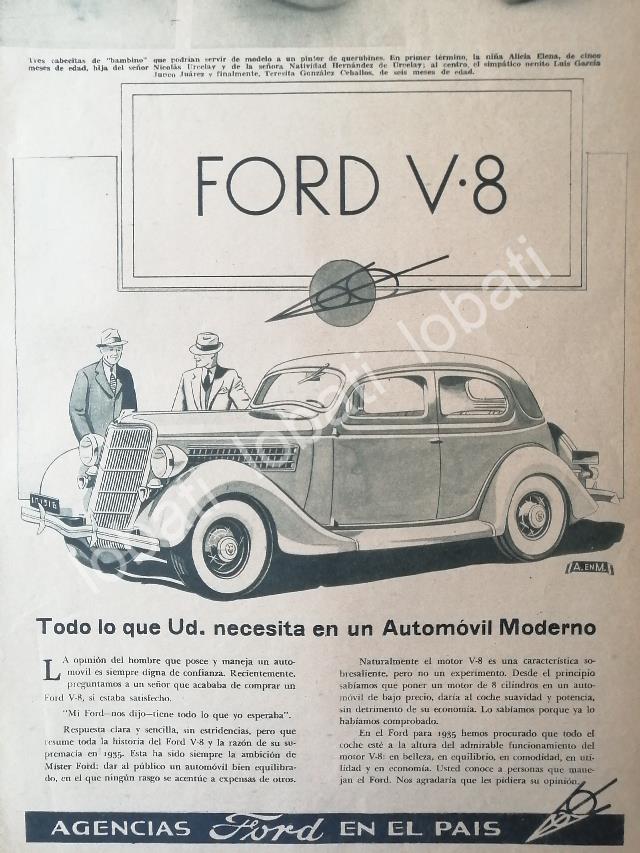 Tres cabecitas de "bambino" que podrían servir de modelo a un pintor de querubines. En primer término, la niña Alicia Elena, de cinco
meses de edad, hija del señor Nicolás Urcelay y de la señora Natividad Hernández de Urcelay; al centro, el simpático nenito Luis García
Junco Juárez y finalmente, Teresita González Ceballos, de seis meses de edad.
FORD V·8
V8
lobati lobati lobati lobati
A. EN M.
Todo lo que Ud. necesita en un Automóvil Moderno
LA opinión del hombre que posee y maneja un auto-
movil es siempre digna de confianza. Recientemente,
preguntamos a un señor que acababa de comprar un
Ford V-8, si estaba satisfecho.
"Mi Ford—nos dijo—tiene todo lo que yo esperaba".
Respuesta clara y sencilla, sin estridencias, pero que
resume toda la historia del Ford V-8 y la razón de su su-
premacía en 1935. Esta ha sido siempre la ambición de
Míster Ford: dar al público un automóvil bien equilibra-
do, en el que ningún rasgo se acentúe a expensas de otros.
Naturalmente el motor V-8 es una característica so-
bresaliente, pero no un experimento. Desde el principio
sabíamos que poner un motor de 8 cilindros en un auto-
móvil de bajo precio, daría al coche suavidad y potencia,
sin detrimento de su economía. Lo sabíamos porque ya lo
habíamos comprobado.
En el Ford para 1935 hemos procurado que todo el
coche esté a la altura del admirable funcionamiento del
motor V-8: en belleza, en equilibrio, en comodidad, en uti-
lidad y en economía. Usted conoce a personas que mane-
jan el Ford. Nos agradaría que les pidiera su opinión.
AGENCIAS Ford EN EL PAIS
V8